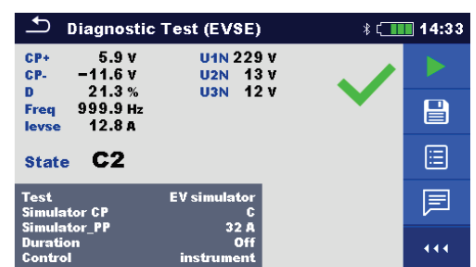 Diagnostic Test (EVSE) 14:33
CP+ 5.9 V U1N 229 V
CP- −11.6 V U2N 13 V
D 21.3 % U3N 12 V
Freq 999.9 Hz
Ievse 12.8 A
State C2
Test EV simulator
Simulator CP C
Simulator_PP 32 A
Duration Off
Control instrument